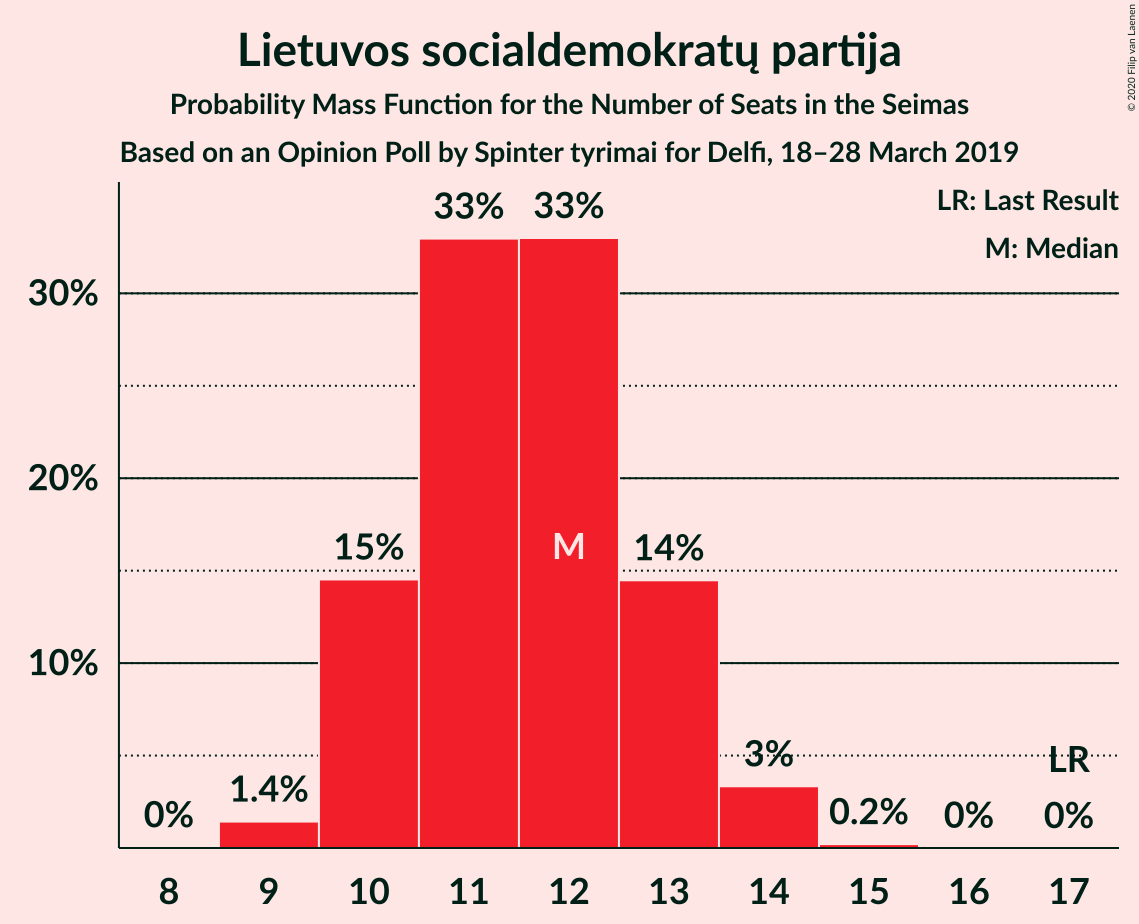 Lietuvos socialdemokratų partija
Probability Mass Function for the Number of Seats in the Seimas
Based on an Opinion Poll by Spinter tyrimai for Delfi, 18–28 March 2019
© 2020 Filip van Laenen
LR: Last Result
M: Median
33% 33%
30%
20%
15% M 14%
10%
3% LR
0% 1.4% 0.2% 0% 0%
8 9 10 11 12 13 14 15 16 17